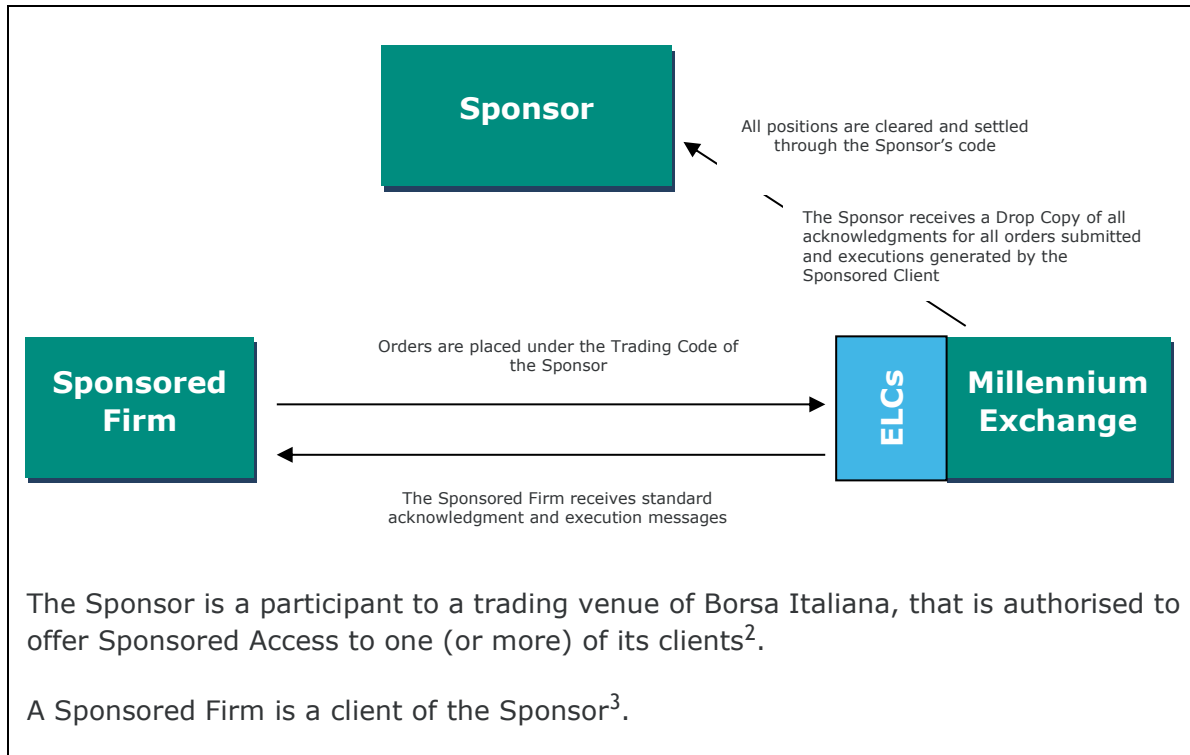 Sponsor
All positions are cleared and settled
through the Sponsor’s code
The Sponsor receives a Drop Copy of all
acknowledgments for all orders submitted
and executions generated by the
Sponsored Client
Orders are placed under the Trading Code of
the Sponsor
Sponsored
Firm
ELCs
Millennium
Exchange
The Sponsored Firm receives standard
acknowledgment and execution messages
The Sponsor is a participant to a trading venue of Borsa Italiana, that is authorised to
offer Sponsored Access to one (or more) of its clients².
A Sponsored Firm is a client of the Sponsor³.